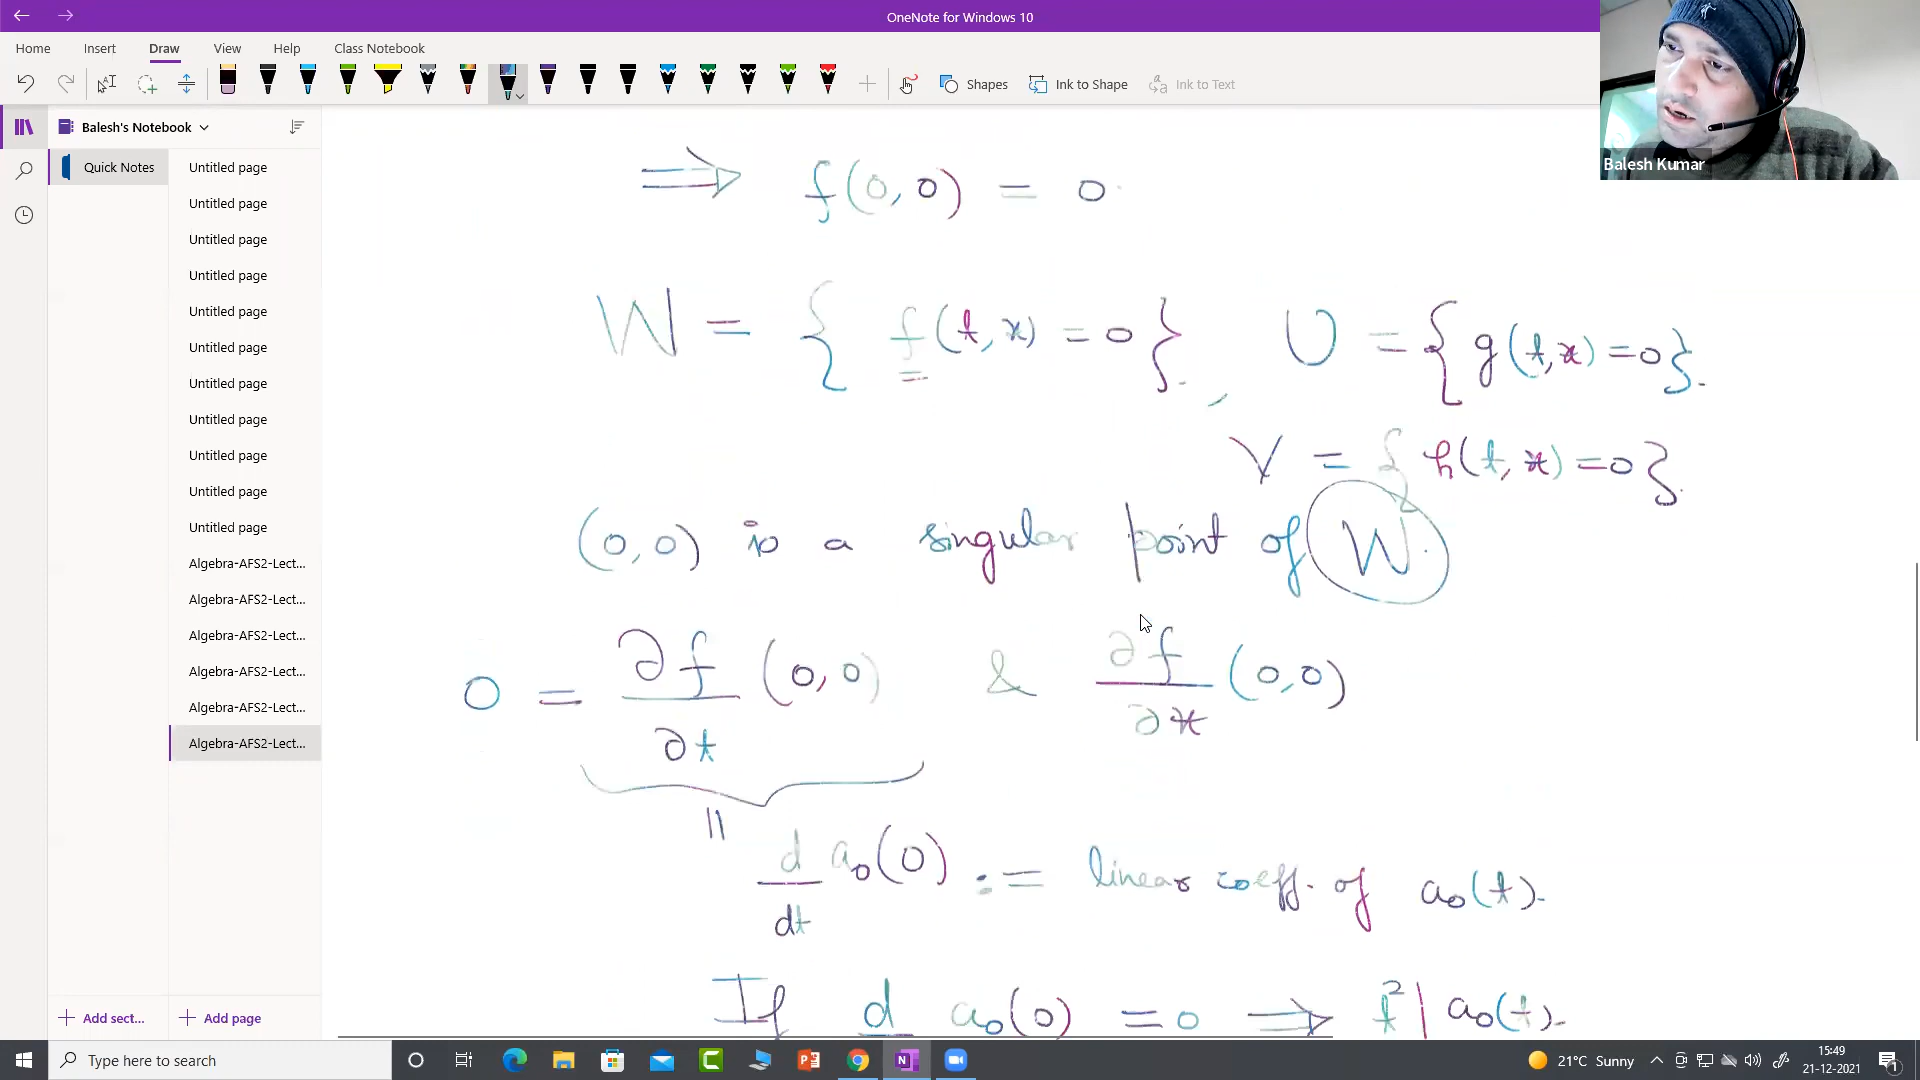 OneNote for Windows 10
Home Insert Draw View Help Class Notebook
Shapes Ink to Shape Ink to Text
Balesh Kumar
Balesh's Notebook
Quick Notes
Untitled page
Untitled page
Untitled page
Untitled page
Untitled page
Untitled page
Untitled page
Untitled page
Untitled page
Untitled page
Untitled page
Algebra-AFS2-Lect...
Algebra-AFS2-Lect...
Algebra-AFS2-Lect...
Algebra-AFS2-Lect...
Algebra-AFS2-Lect...
Algebra-AFS2-Lect...
Add sect... Add page
⟹ f(0,0) = 0
W = { f(t,x) = 0 }. , U = { g(t,x) = 0 }.
V = { h(t,x) = 0 }.
(0,0) is a singular point of W.
0 = ∂f/∂t (0,0) & ∂f/∂x (0,0)
||
d/dt a₀(0) := linear coeff. of a₀(t).
If d a₀(0) = 0 ⟹ t² | a₀(t).
Type here to search
21°C Sunny
15:49
21-12-2021
1